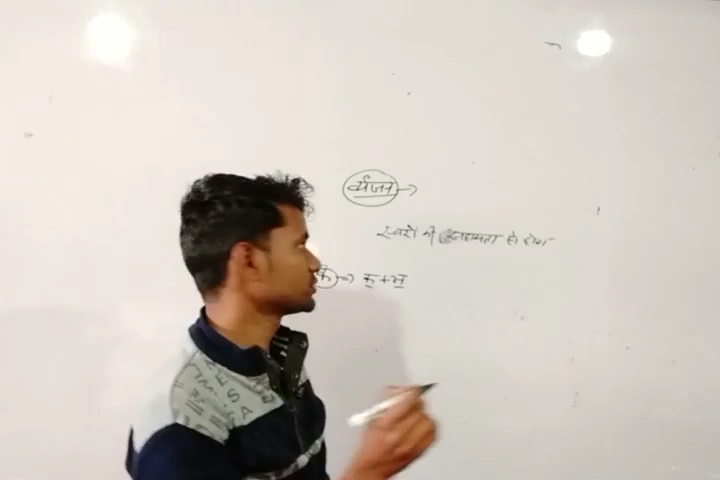 व्यंजन →
स्वरों की सहायता से होगा
क → क् + अ